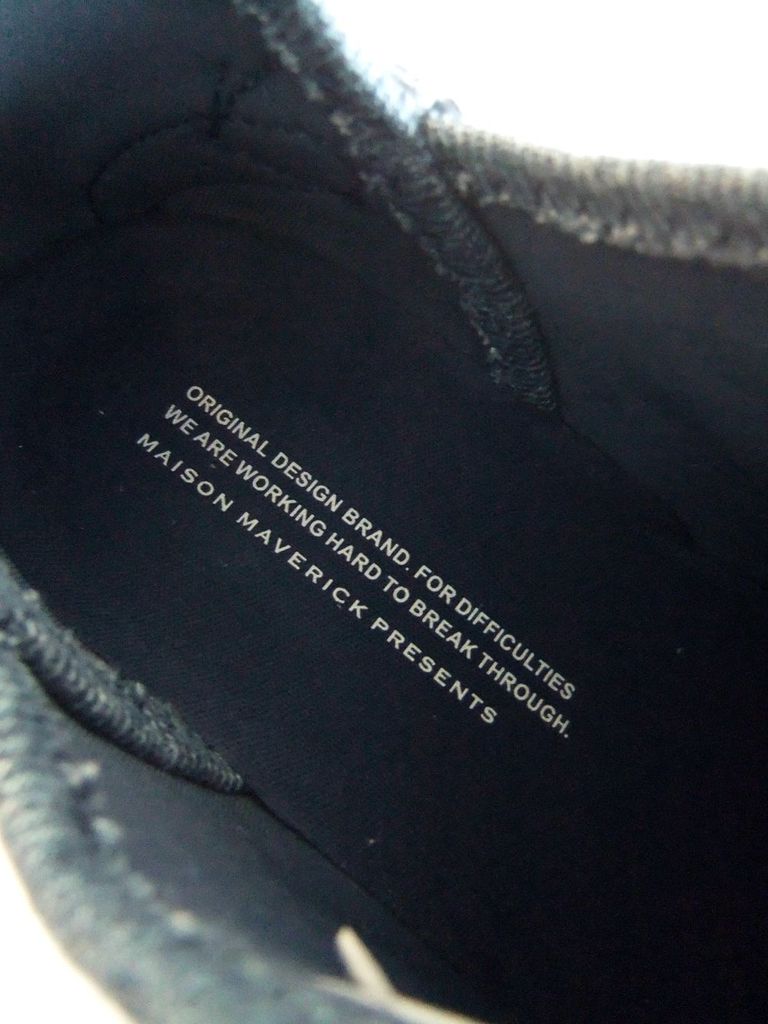 ORIGINAL DESIGN BRAND. FOR DIFFICULTIES
WE ARE WORKING HARD TO BREAK THROUGH.
MAISON MAVERICK PRESENTS